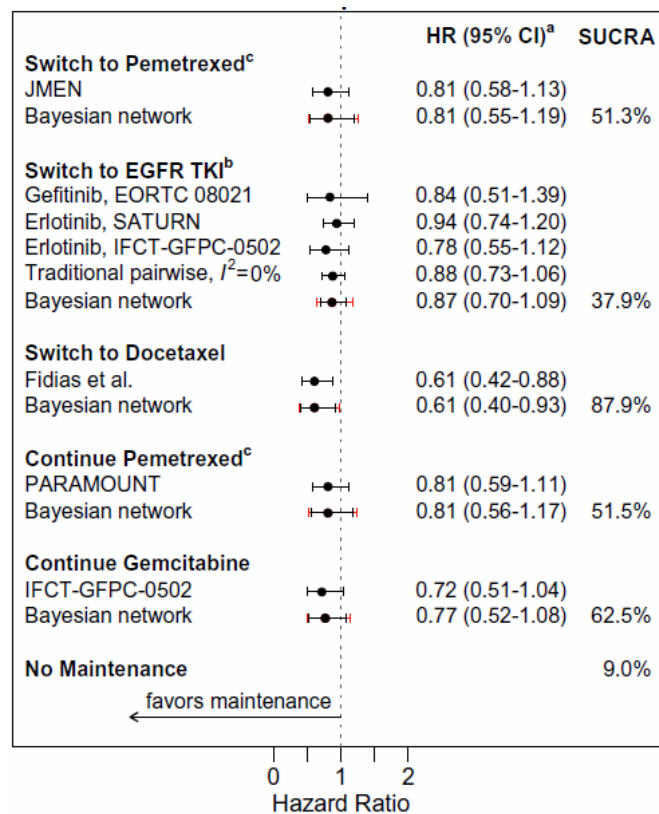 HR (95% CI)a SUCRA
Switch to Pemetrexedc
JMEN 0.81 (0.58-1.13)
Bayesian network 0.81 (0.55-1.19) 51.3%
Switch to EGFR TKIb
Gefitinib, EORTC 08021 0.84 (0.51-1.39)
Erlotinib, SATURN 0.94 (0.74-1.20)
Erlotinib, IFCT-GFPC-0502 0.78 (0.55-1.12)
Traditional pairwise, I2=0% 0.88 (0.73-1.06)
Bayesian network 0.87 (0.70-1.09) 37.9%
Switch to Docetaxel
Fidias et al. 0.61 (0.42-0.88)
Bayesian network 0.61 (0.40-0.93) 87.9%
Continue Pemetrexedc
PARAMOUNT 0.81 (0.59-1.11)
Bayesian network 0.81 (0.56-1.17) 51.5%
Continue Gemcitabine
IFCT-GFPC-0502 0.72 (0.51-1.04)
Bayesian network 0.77 (0.52-1.08) 62.5%
No Maintenance 9.0%
favors maintenance
0 1 2
Hazard Ratio